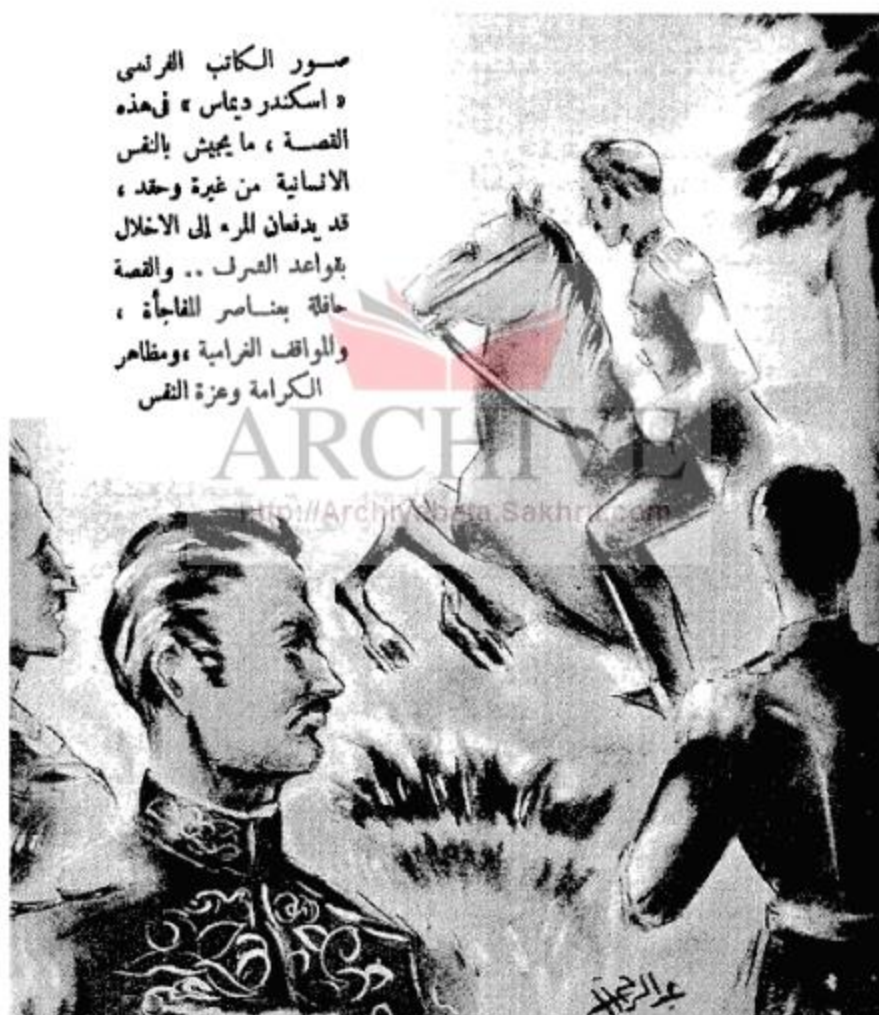 صور الكاتب الفرنسى
« اسكندر ديماس » فى هذه
القصة ، ما يجيش بالنفس
الانسانية من غيرة وحقد ،
قد يدفعان المرء إلى الاخلال
بقواعد الشرف .. والقصة
حافلة بعناصر المفاجأة ،
والمواقف الغرامية ، ومظاهر
الكرامة وعزة النفس
ARCHIVE
http://Archivebeta.Sakhrit.com